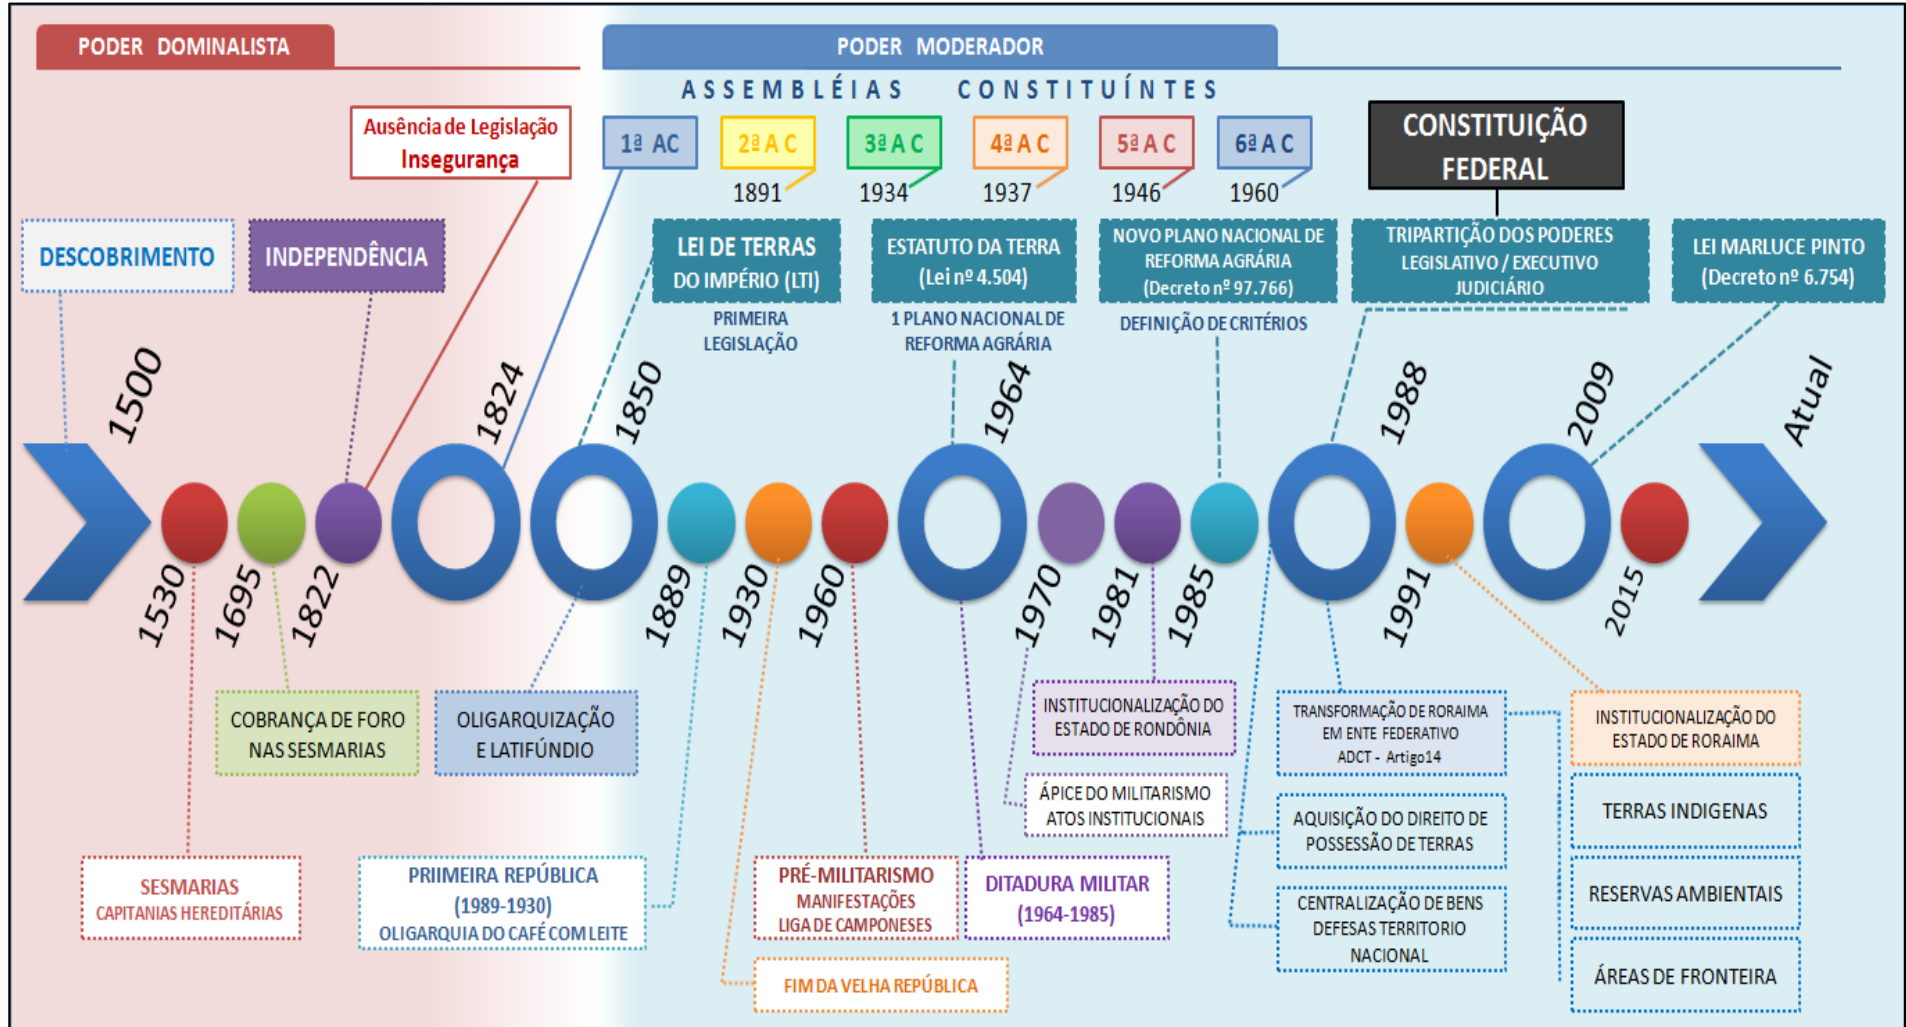 PODER DOMINALISTA
PODER MODERADOR
ASSEMBLÉIAS CONSTITUÍNTES
Ausência de Legislação
Insegurança
1ª AC
2ª A C
3ª A C
4ª A C
5ª A C
6ª A C
1891
1934
1937
1946
1960
CONSTITUIÇÃO
FEDERAL
DESCOBRIMENTO
INDEPENDÊNCIA
LEI DE TERRAS
DO IMPÉRIO (LTI)
PRIMEIRA
LEGISLAÇÃO
ESTATUTO DA TERRA
(Lei nº 4.504)
1 PLANO NACIONAL DE
REFORMA AGRÁRIA
NOVO PLANO NACIONAL DE
REFORMA AGRÁRIA
(Decreto nº 97.766)
DEFINIÇÃO DE CRITÉRIOS
TRIPARTIÇÃO DOS PODERES
LEGISLATIVO / EXECUTIVO
JUDICIÁRIO
LEI MARLUCE PINTO
(Decreto nº 6.754)
1500
1824
1850
1964
1988
2009
Atual
1530
1695
1822
1889
1930
1960
1970
1981
1985
1991
2015
COBRANÇA DE FORO
NAS SESMARIAS
OLIGARQUIZAÇÃO
E LATIFÚNDIO
INSTITUCIONALIZAÇÃO DO
ESTADO DE RONDÔNIA
TRANSFORMAÇÃO DE RORAIMA
EM ENTE FEDERATIVO
ADCT - Artigo14
INSTITUCIONALIZAÇÃO DO
ESTADO DE RORAIMA
ÁPICE DO MILITARISMO
ATOS INSTITUCIONAIS
AQUISIÇÃO DO DIREITO DE
POSSESSÃO DE TERRAS
TERRAS INDIGENAS
SESMARIAS
CAPITANIAS HEREDITÁRIAS
PRIIMEIRA REPÚBLICA
(1989-1930)
OLIGARQUIA DO CAFÉ COM LEITE
PRÉ-MILITARISMO
MANIFESTAÇÕES
LIGA DE CAMPONESES
DITADURA MILITAR
(1964-1985)
CENTRALIZAÇÃO DE BENS
DEFESAS TERRITORIO
NACIONAL
RESERVAS AMBIENTAIS
FIM DA VELHA REPÚBLICA
ÁREAS DE FRONTEIRA